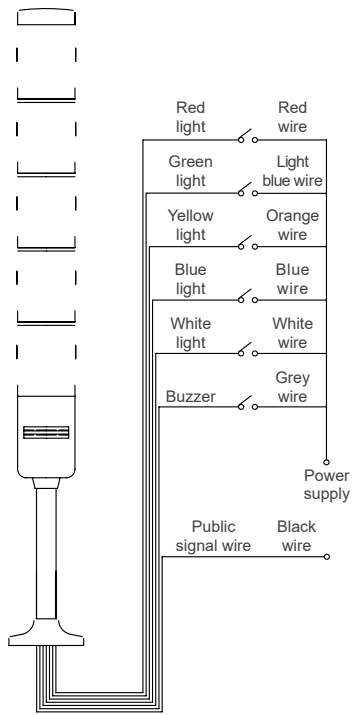 Red
light
Red
wire
Green
light
Light
blue wire
Yellow
light
Orange
wire
Blue
light
Blue
wire
White
light
White
wire
Buzzer
Grey
wire
Power
supply
Public
signal wire
Black
wire